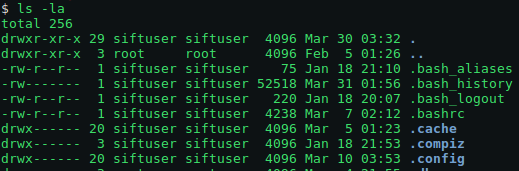 $ ls -la
total 256
drwxr-xr-x 29 siftuser siftuser  4096 Mar 30 03:32 .
drwxr-xr-x  3 root     root      4096 Feb  5 01:26 ..
-rw-r--r--  1 siftuser siftuser    75 Jan 18 21:10 .bash_aliases
-rw-------  1 siftuser siftuser 52518 Mar 31 01:56 .bash_history
-rw-r--r--  1 siftuser siftuser   220 Jan 18 20:07 .bash_logout
-rw-r--r--  1 siftuser siftuser  4238 Mar  7 02:12 .bashrc
drwx------ 20 siftuser siftuser  4096 Mar  5 01:23 .cache
drwx------  3 siftuser siftuser  4096 Jan 18 21:53 .compiz
drwx------ 20 siftuser siftuser  4096 Mar 10 03:53 .config